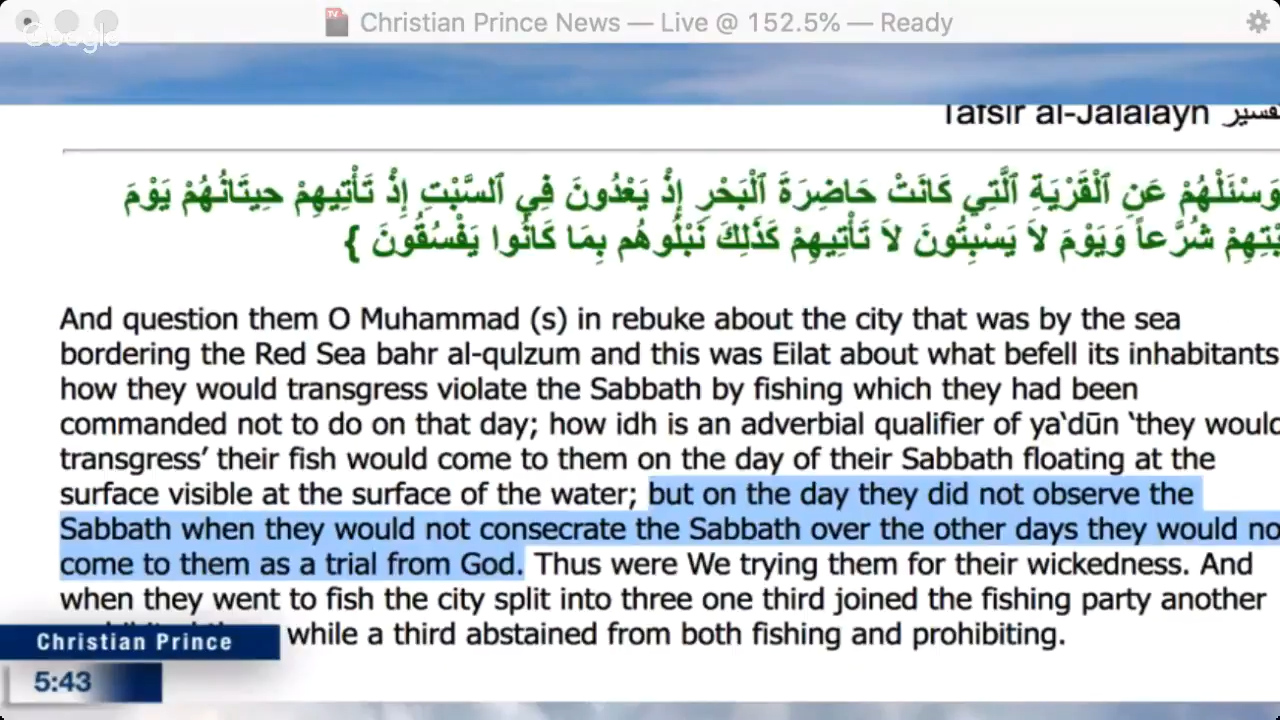 Google
Christian Prince News — Live @ 152.5% — Ready
Tafsir al-Jalalayn تفسير
وَسْئَلْهُمْ عَنِ ٱلْقَرْيَةِ ٱلَّتِي كَانَتْ حَاضِرَةَ ٱلْبَحْرِ إِذْ يَعْدُونَ فِي ٱلسَّبْتِ إِذْ تَأْتِيهِمْ حِيتَانُهُمْ يَوْمَ
شُرَّعاً وَيَوْمَ لاَ يَسْبِتُونَ لاَ تَأْتِيهِمْ كَذَلِكَ نَبْلُوهُم بِمَا كَانُوا يَفْسُقُونَ }
And question them O Muhammad (s) in rebuke about the city that was by the sea
bordering the Red Sea bahr al-qulzum and this was Eilat about what befell its inhabitants
how they would transgress violate the Sabbath by fishing which they had been
commanded not to do on that day; how idh is an adverbial qualifier of ya‘dūn ‘they would
transgress’ their fish would come to them on the day of their Sabbath floating at the
surface visible at the surface of the water; but on the day they did not observe the
Sabbath when they would not consecrate the Sabbath over the other days they would no
come to them as a trial from God. Thus were We trying them for their wickedness. And
when they went to fish the city split into three one third joined the fishing party another
while a third abstained from both fishing and prohibiting.
Christian Prince
5:43